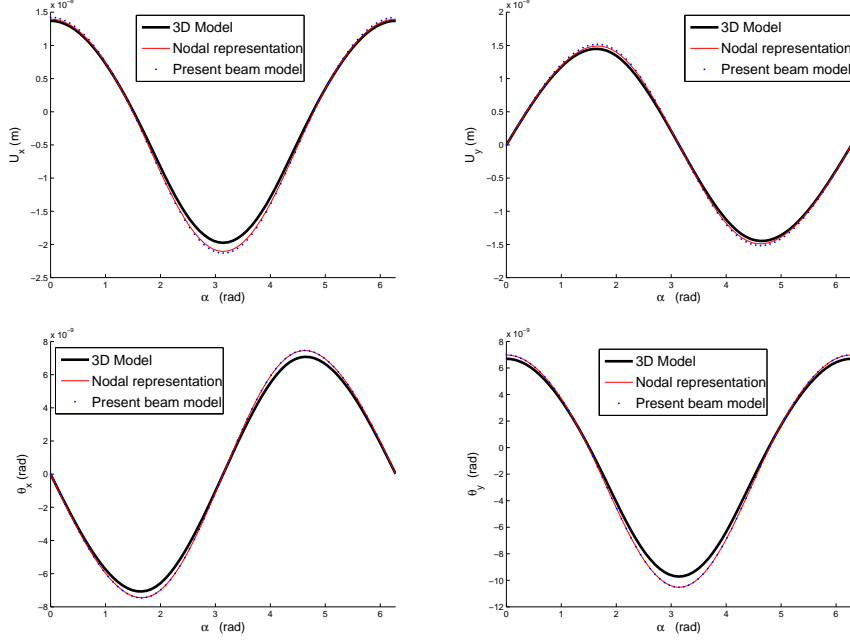 x 10⁻⁸
1.5
1
0.5
0
−0.5
−1
−1.5
−2
−2.5
0 1 2 3 4 5 6
U_x (m)
α (rad)
3D Model
Nodal representation
Present beam model
x 10⁻⁸
2
1.5
1
0.5
0
−0.5
−1
−1.5
−2
0 1 2 3 4 5 6
U_y (m)
α (rad)
3D Model
Nodal representation
Present beam model
x 10⁻⁹
8
6
4
2
0
−2
−4
−6
−8
0 1 2 3 4 5 6
θ_x (rad)
α (rad)
3D Model
Nodal representation
Present beam model
x 10⁻⁹
8
6
4
2
0
−2
−4
−6
−8
−10
−12
0 1 2 3 4 5 6
θ_y (rad)
α (rad)
3D Model
Nodal representation
Present beam model